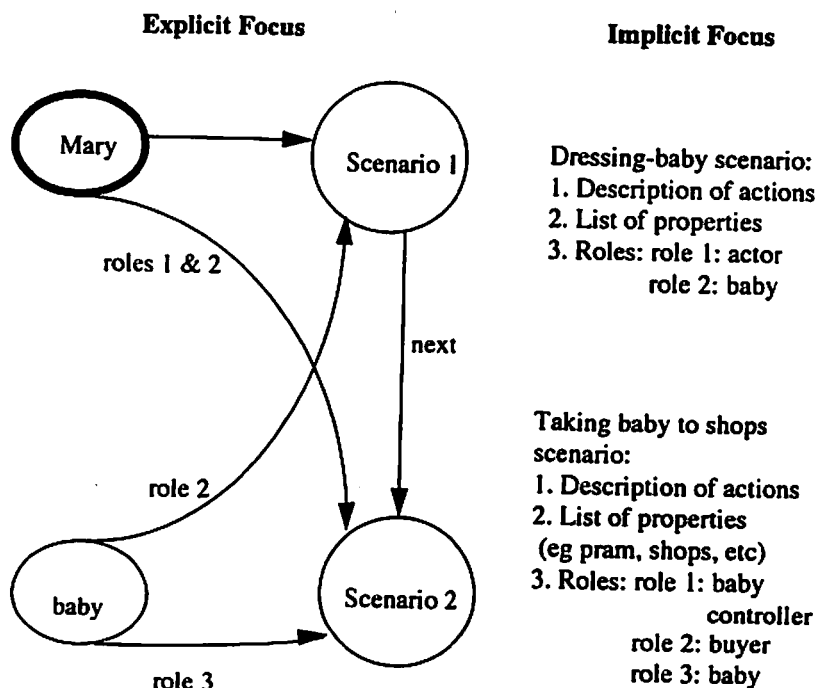 Explicit Focus
Implicit Focus
Mary
Scenario 1
roles 1 & 2
next
role 2
baby
Scenario 2
role 3
Dressing-baby scenario:
1. Description of actions
2. List of properties
3. Roles: role 1: actor
role 2: baby
Taking baby to shops
scenario:
1. Description of actions
2. List of properties
(eg pram, shops, etc)
3. Roles: role 1: baby
controller
role 2: buyer
role 3: baby